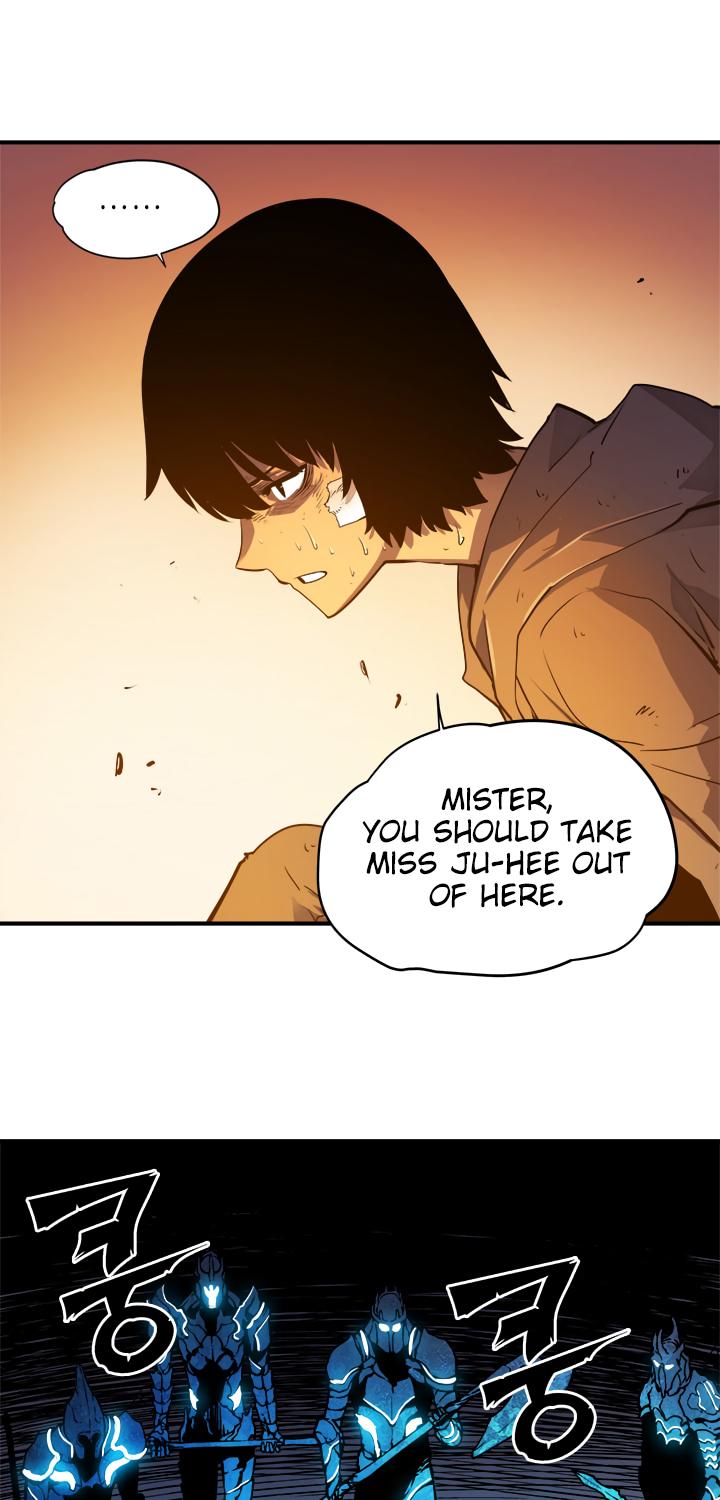 ......
MISTER,
YOU SHOULD TAKE
MISS JU-HEE OUT
OF HERE.
쿵
쿵